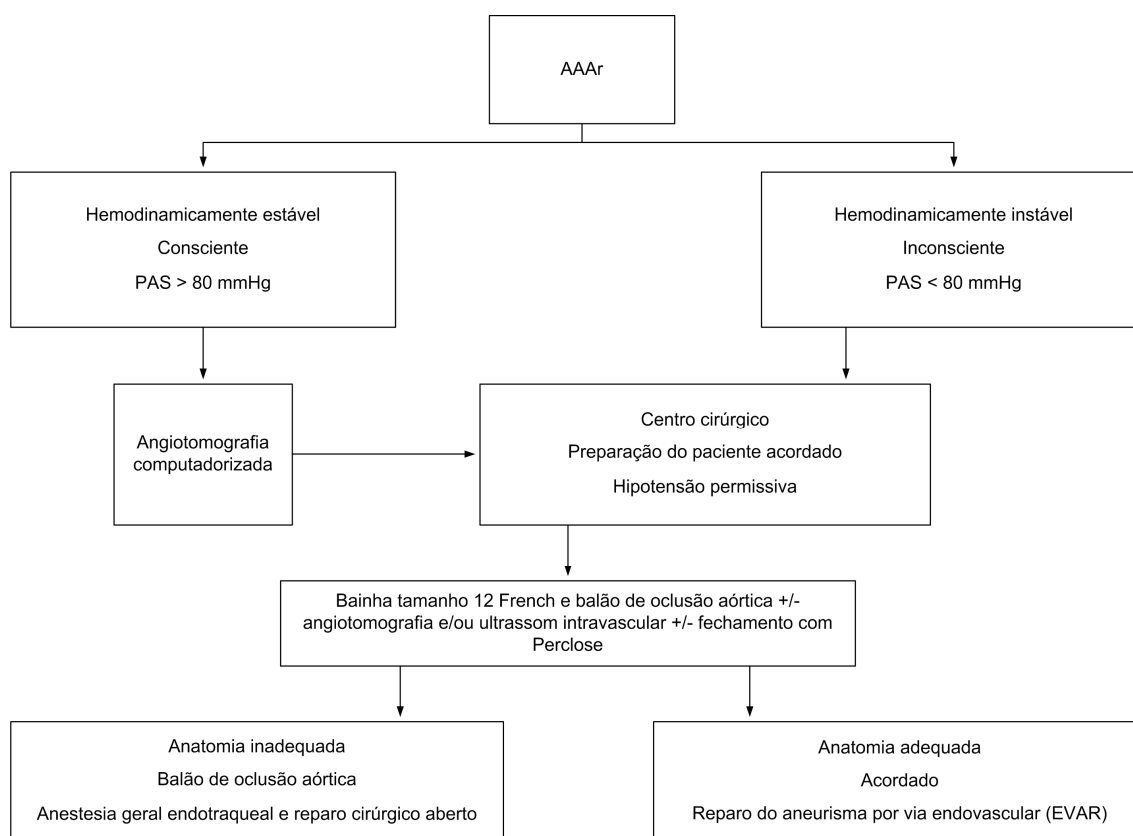 AAAr
Hemodinamicamente estável
Consciente
PAS > 80 mmHg
Hemodinamicamente instável
Inconsciente
PAS < 80 mmHg
Angiotomografia
computadorizada
Centro cirúrgico
Preparação do paciente acordado
Hipotensão permissiva
Bainha tamanho 12 French e balão de oclusão aórtica +/-
angiotomografia e/ou ultrassom intravascular +/- fechamento com
Perclose
Anatomia inadequada
Balão de oclusão aórtica
Anestesia geral endotraqueal e reparo cirúrgico aberto
Anatomia adequada
Acordado
Reparo do aneurisma por via endovascular (EVAR)